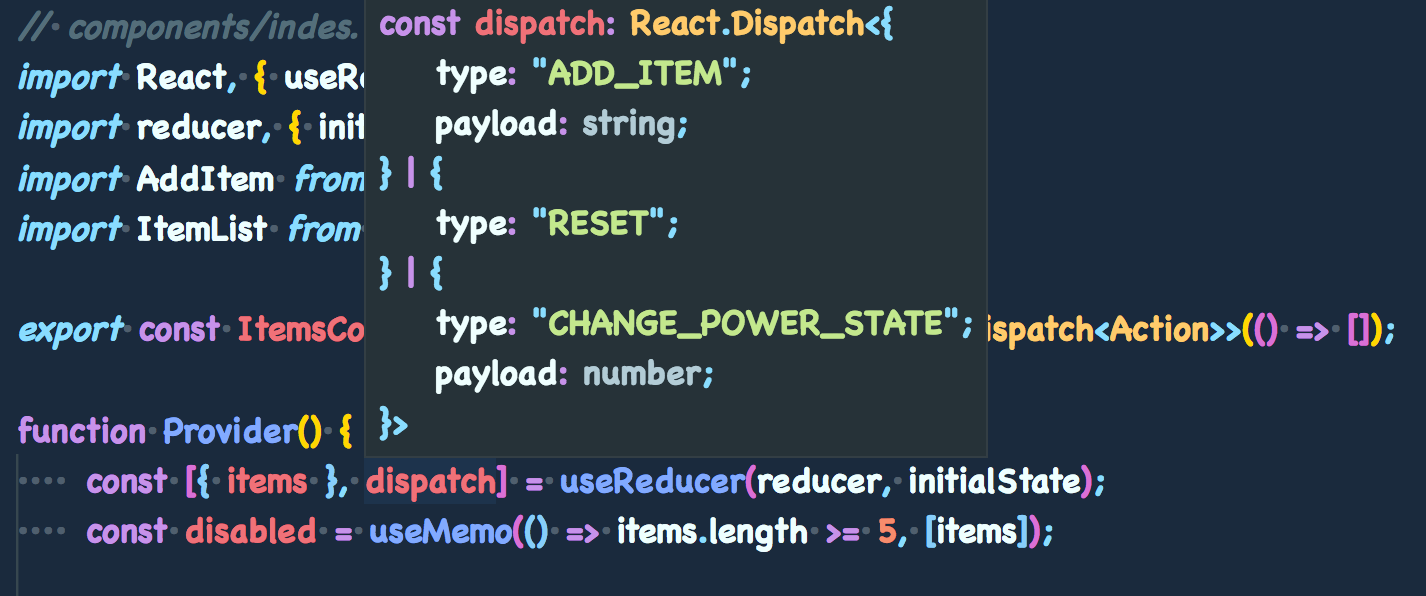 // components/indes.
import React, { useRe
import reducer, { init
import AddItem from
import ItemList from
export const ItemsCo
const dispatch: React.Dispatch<{
type: "ADD_ITEM";
payload: string;
} | {
type: "RESET";
} | {
type: "CHANGE_POWER_STATE";
payload: number;
}>
ispatch<Action>>(() => []);
function Provider() {
const [{ items }, dispatch] = useReducer(reducer, initialState);
const disabled = useMemo(() => items.length >= 5, [items]);